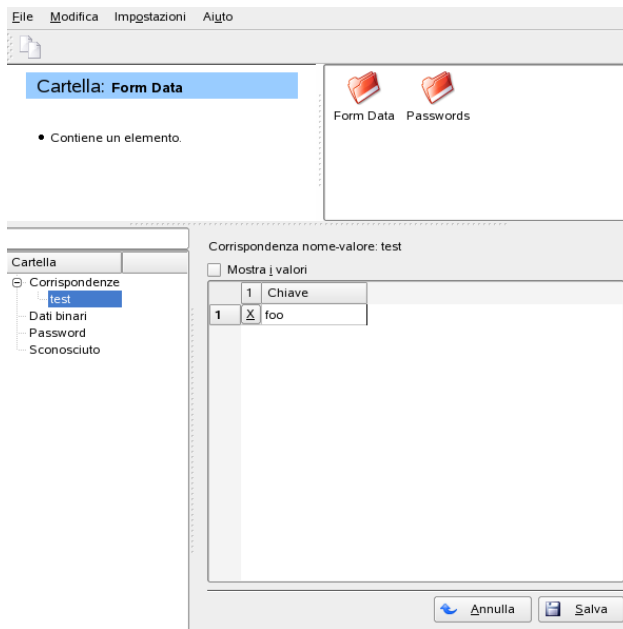 File Modifica Impostazioni Aiuto
Cartella: Form Data
• Contiene un elemento.
Form Data Passwords
Cartella
Corrispondenze
test
Dati binari
Password
Sconosciuto
Corrispondenza nome-valore: test
Mostra i valori
1 Chiave
1 X foo
Annulla Salva